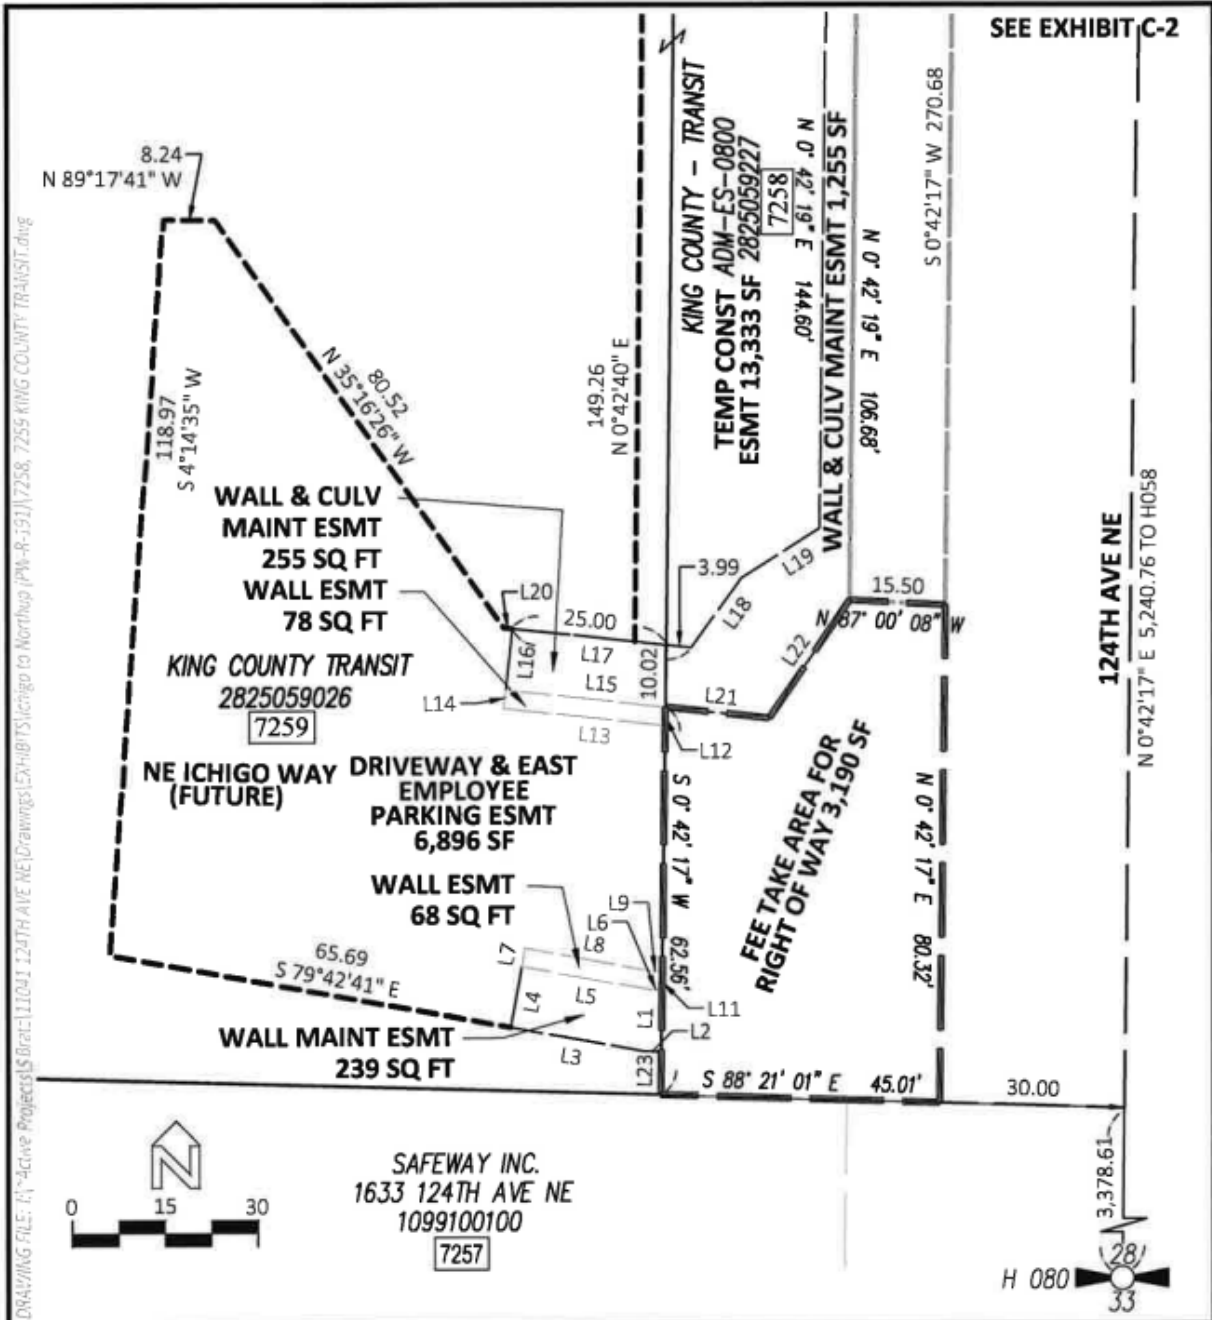 SEE EXHIBIT C-2
8.24
N 89°17'41" W
118.97
S 4°14'35" W
80.52
N 35°16'26" W
149.26
N 0°42'40" E
KING COUNTY - TRANSIT
TEMP CONST ADM-ES-0800
ESMT 13,333 SF 2825059227
7258
N 0° 42' 19" E 144.60'
WALL & CULV MAINT ESMT 1,255 SF
N 0° 42' 19" E 106.68'
S 0°42'17" W 270.68
124TH AVE NE
N 0°42'17" E 5,240.76 TO H058
WALL & CULV
MAINT ESMT
255 SQ FT
WALL ESMT
78 SQ FT
L20
25.00
L17
L16
L15
L14
L13
10.02
3.99
L18
L19
15.50
N 87° 00' 08" W
L22
L21
L12
KING COUNTY TRANSIT
2825059026
7259
NE ICHIGO WAY
(FUTURE)
DRIVEWAY & EAST
EMPLOYEE
PARKING ESMT
6,896 SF
WALL ESMT
68 SQ FT
L9
L6
L8
L7
L5
L4
L11
L1
L2
L3
L23
S 0° 42' 17" W 62.56'
FEE TAKE AREA FOR
RIGHT OF WAY 3,190 SF
N 0° 42' 17" E 80.32'
65.69
S 79°42'41" E
WALL MAINT ESMT
239 SQ FT
S 88° 21' 01" E 45.01'
30.00
3,378.61
SAFEWAY INC.
1633 124TH AVE NE
1099100100
7257
N
0 15 30
H 080
28
33
DRAWING FILE: